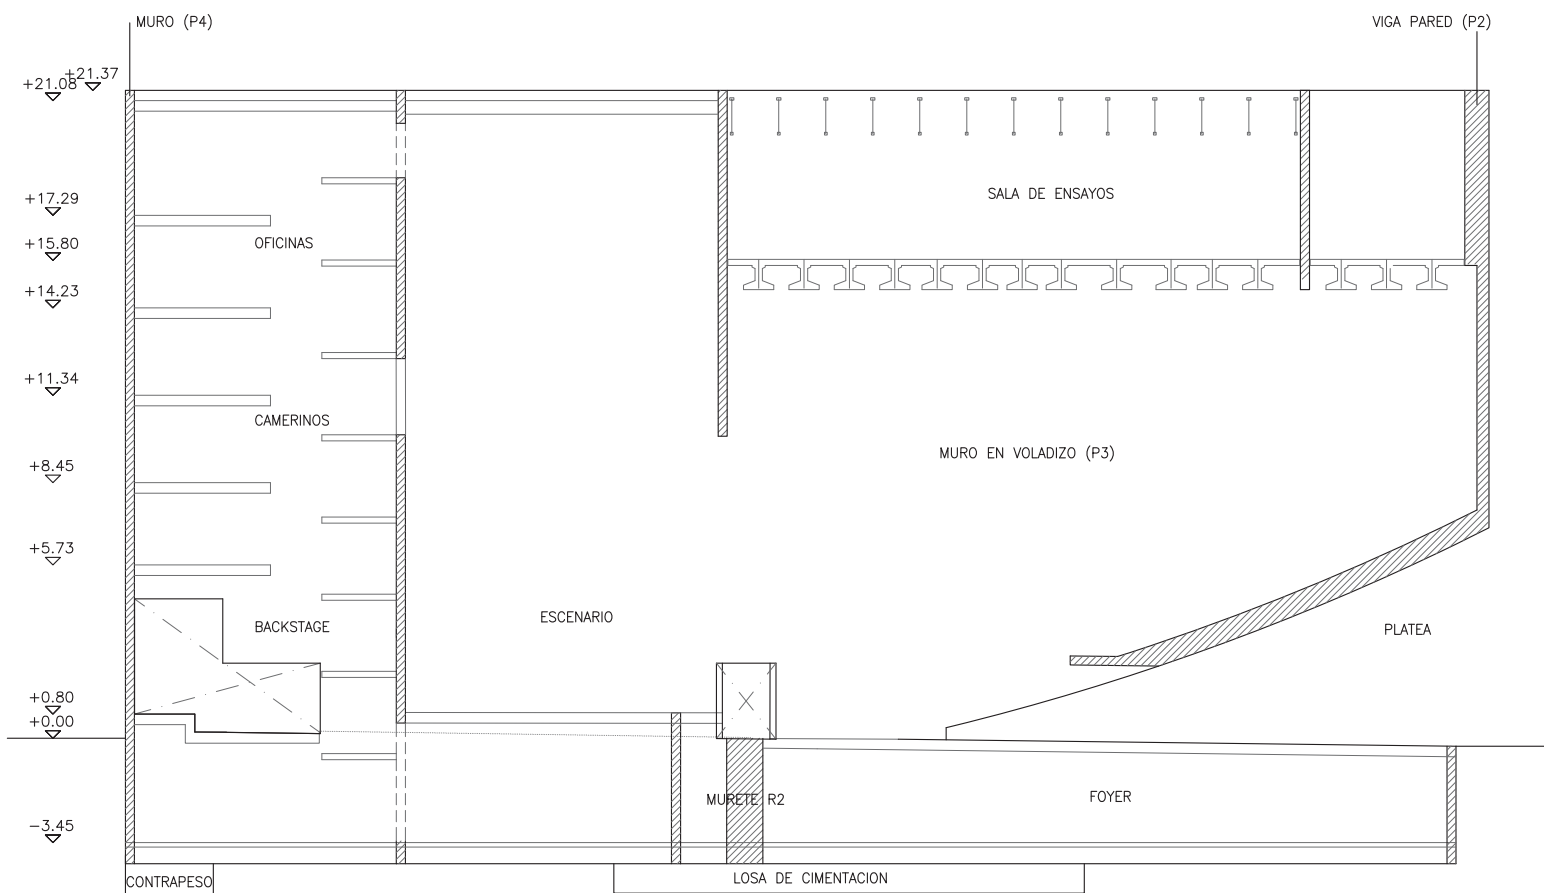 MURO (P4)
VIGA PARED (P2)
+21.37
+21.08
+17.29
SALA DE ENSAYOS
+15.80
OFICINAS
+14.23
+11.34
CAMERINOS
MURO EN VOLADIZO (P3)
+8.45
+5.73
ESCENARIO
BACKSTAGE
PLATEA
+0.80
+0.00
MURETE R2
FOYER
-3.45
CONTRAPESO
LOSA DE CIMENTACION